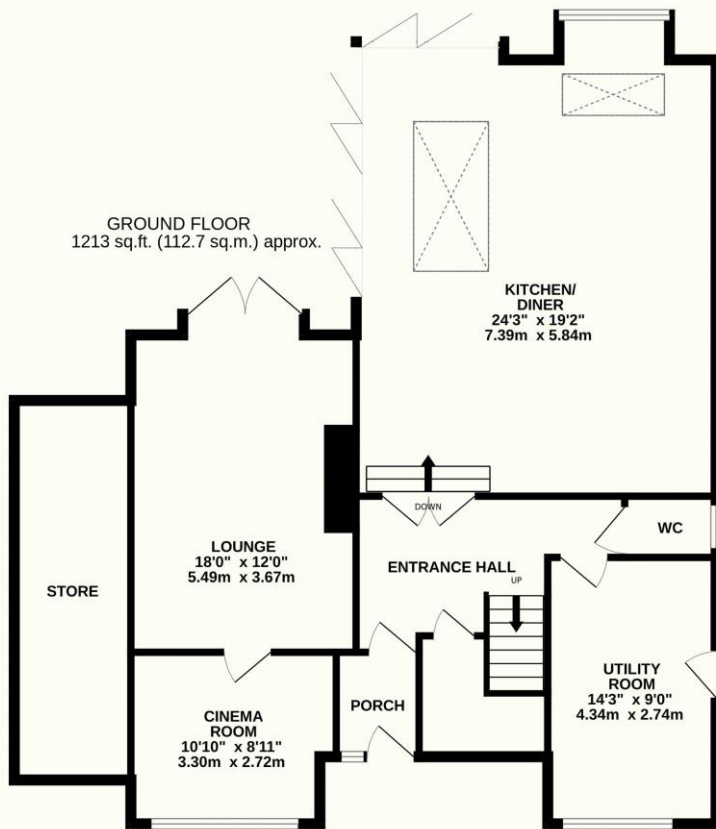 GROUND FLOOR
1213 sq.ft. (112.7 sq.m.) approx.
KITCHEN/
DINER
24'3" x 19'2"
7.39m x 5.84m
DOWN
WC
ENTRANCE HALL
UP
LOUNGE
18'0" x 12'0"
5.49m x 3.67m
STORE
UTILITY
ROOM
14'3" x 9'0"
4.34m x 2.74m
PORCH
CINEMA
ROOM
10'10" x 8'11"
3.30m x 2.72m